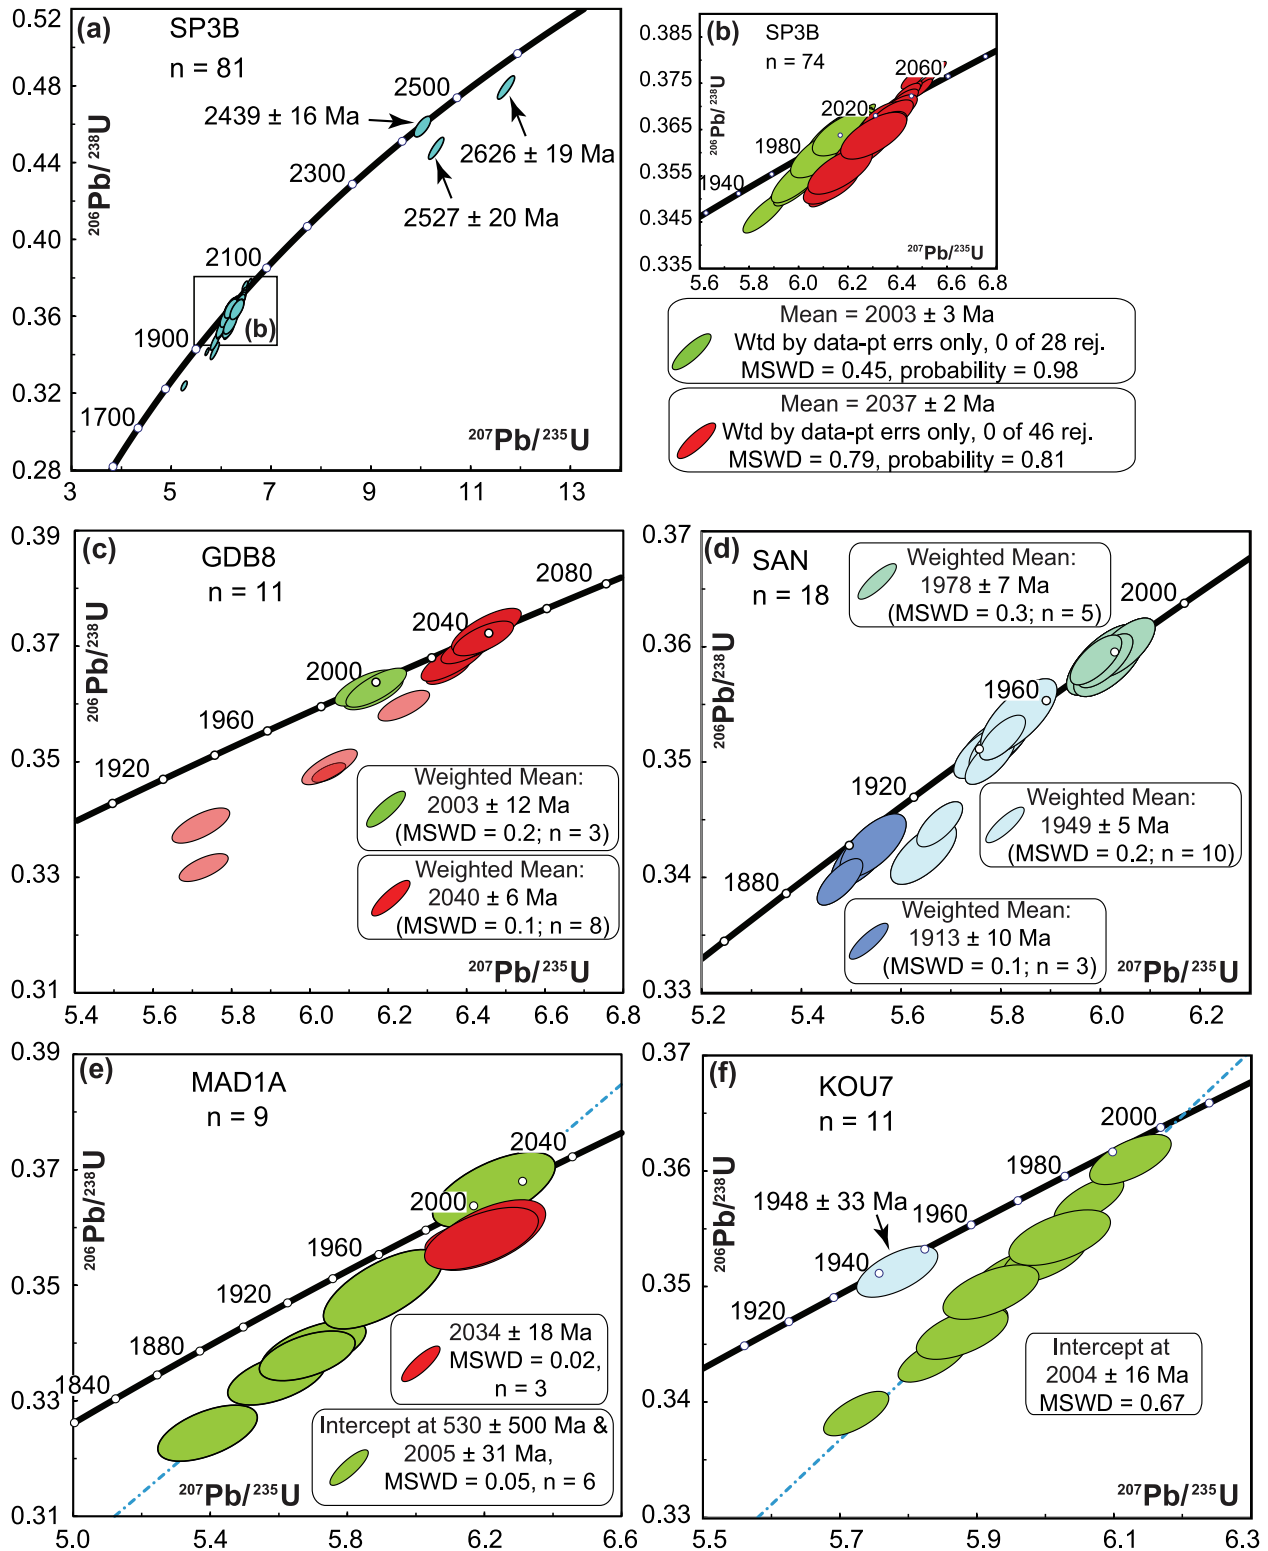 (a)
SP3B
n = 81
0.52
0.48
0.44
0.40
0.36
0.32
0.28
206Pb/238U
2500
2439 ± 16 Ma
2626 ± 19 Ma
2300
2527 ± 20 Ma
2100
(b)
1900
1700
207Pb/235U
3 5 7 9 11 13
(b)
SP3B
n = 74
0.385
0.375
0.365
0.355
0.345
0.335
206Pb/238U
2060
2020
1980
1940
207Pb/235U
5.6 5.8 6.0 6.2 6.4 6.6 6.8
Mean = 2003 ± 3 Ma
Wtd by data-pt errs only, 0 of 28 rej.
MSWD = 0.45, probability = 0.98
Mean = 2037 ± 2 Ma
Wtd by data-pt errs only, 0 of 46 rej.
MSWD = 0.79, probability = 0.81
(c)
GDB8
n = 11
0.39
0.37
0.35
0.33
0.31
206Pb/238U
2080
2040
2000
1960
1920
Weighted Mean:
2003 ± 12 Ma
(MSWD = 0.2; n = 3)
Weighted Mean:
2040 ± 6 Ma
(MSWD = 0.1; n = 8)
207Pb/235U
5.4 5.6 5.8 6.0 6.2 6.4 6.6 6.8
(d)
SAN
n = 18
0.37
0.36
0.35
0.34
0.33
206Pb/238U
Weighted Mean:
1978 ± 7 Ma
(MSWD = 0.3; n = 5)
2000
1960
1920
1880
Weighted Mean:
1949 ± 5 Ma
(MSWD = 0.2; n = 10)
Weighted Mean:
1913 ± 10 Ma
(MSWD = 0.1; n = 3)
207Pb/235U
5.2 5.4 5.6 5.8 6.0 6.2
(e)
MAD1A
n = 9
0.39
0.37
0.35
0.33
0.31
206Pb/238U
2040
2000
1960
1920
1880
1840
2034 ± 18 Ma
MSWD = 0.02,
n = 3
Intercept at 530 ± 500 Ma &
2005 ± 31 Ma,
MSWD = 0.05, n = 6
207Pb/235U
5.0 5.4 5.8 6.2 6.6
(f)
KOU7
n = 11
0.37
0.36
0.35
0.34
0.33
206Pb/238U
2000
1980
1948 ± 33 Ma
1960
1940
1920
Intercept at
2004 ± 16 Ma
MSWD = 0.67
207Pb/235U
5.5 5.7 5.9 6.1 6.3